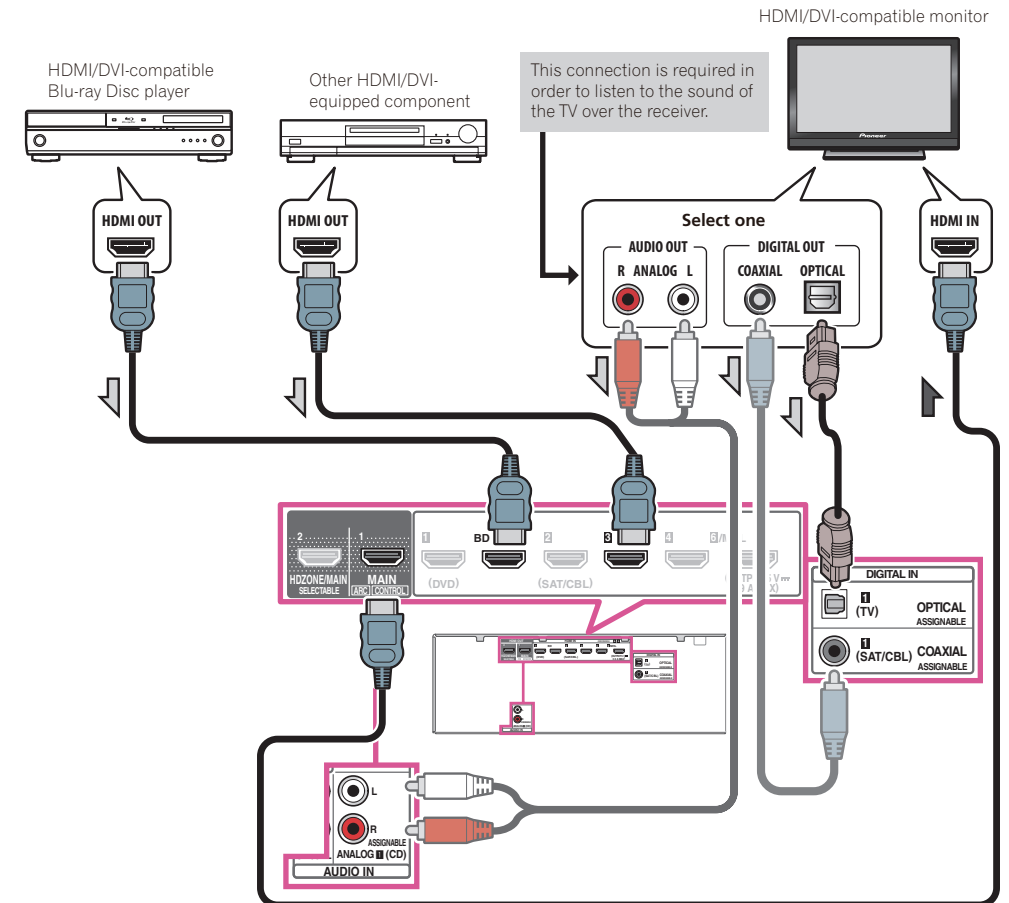 HDMI/DVI-compatible monitor
HDMI/DVI-compatible
Blu-ray Disc player
Other HDMI/DVI-
equipped component
This connection is required in
order to listen to the sound of
the TV over the receiver.
Pioneer
HDMI OUT
HDMI OUT
Select one
HDMI IN
AUDIO OUT
DIGITAL OUT
R ANALOG L
COAXIAL
OPTICAL
2
1
1
BD
2
3
4
HDZONE/MAIN
SELECTABLE
MAIN
ARC CONTROL
(DVD)
(SAT/CBL)
DIGITAL IN
1
(TV)
OPTICAL
ASSIGNABLE
1
(SAT/CBL)
COAXIAL
ASSIGNABLE
L
R
ASSIGNABLE
ANALOG 1 (CD)
AUDIO IN